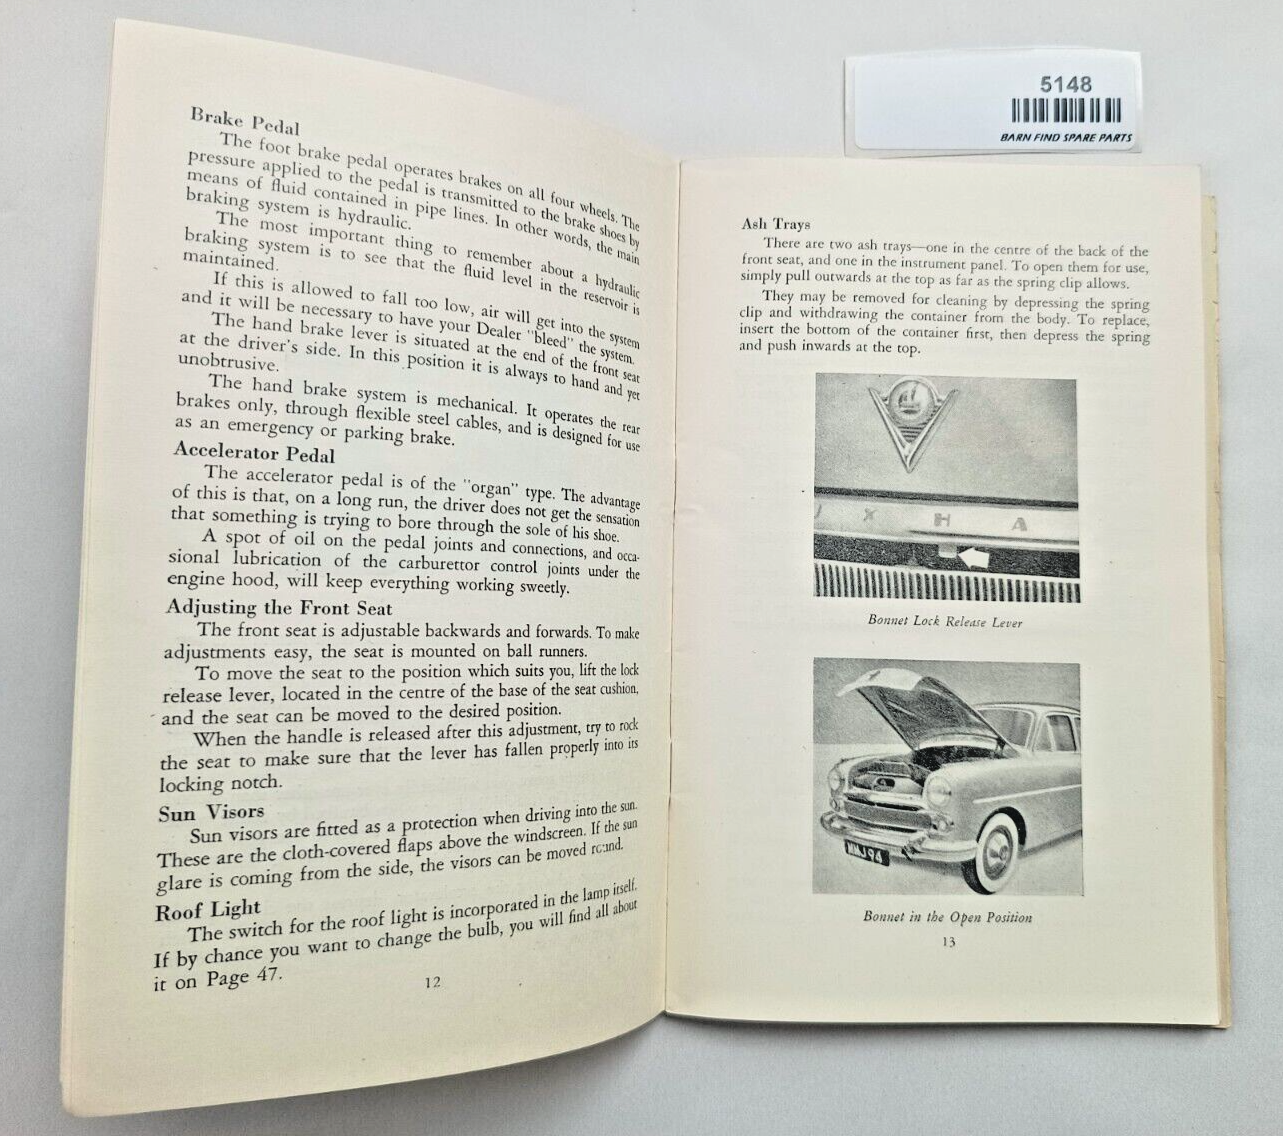 Brake Pedal
The foot brake pedal operates brakes on all four wheels. The
pressure applied to the pedal is transmitted to the brake shoes by
means of fluid contained in pipe lines. In other words, the main
braking system is hydraulic.
The most important thing to remember about a hydraulic
braking system is to see that the fluid level in the reservoir is
maintained.
If this is allowed to fall too low, air will get into the system
and it will be necessary to have your Dealer "bleed" the system.
The hand brake lever is situated at the end of the front seat
at the driver's side. In this position it is always to hand and yet
unobtrusive.
The hand brake system is mechanical. It operates the rear
brakes only, through flexible steel cables, and is designed for use
as an emergency or parking brake.
Accelerator Pedal
The accelerator pedal is of the "organ" type. The advantage
of this is that, on a long run, the driver does not get the sensation
that something is trying to bore through the sole of his shoe.
A spot of oil on the pedal joints and connections, and occa-
sional lubrication of the carburettor control joints under the
engine hood, will keep everything working sweetly.
Adjusting the Front Seat
The front seat is adjustable backwards and forwards. To make
adjustments easy, the seat is mounted on ball runners.
To move the seat to the position which suits you, lift the lock
release lever, located in the centre of the base of the seat cushion,
and the seat can be moved to the desired position.
When the handle is released after this adjustment, try to rock
the seat to make sure that the lever has fallen properly into its
locking notch.
Sun Visors
Sun visors are fitted as a protection when driving into the sun.
These are the cloth-covered flaps above the windscreen. If the sun
glare is coming from the side, the visors can be moved round.
Roof Light
The switch for the roof light is incorporated in the lamp itself.
If by chance you want to change the bulb, you will find all about
it on Page 47.
12
5148
BARN FIND SPARE PARTS
Ash Trays
There are two ash trays—one in the centre of the back of the
front seat, and one in the instrument panel. To open them for use,
simply pull outwards at the top as far as the spring clip allows.
They may be removed for cleaning by depressing the spring
clip and withdrawing the container from the body. To replace,
insert the bottom of the container first, then depress the spring
and push inwards at the top.
U X H A
Bonnet Lock Release Lever
Bonnet in the Open Position
13